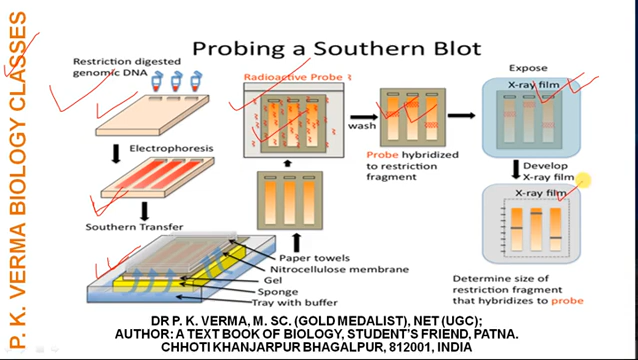 P. K. VERMA BIOLOGY CLASSES
Probing a Southern Blot
Restriction digested
genomic DNA
Electrophoresis
Southern Transfer
Paper towels
Nitrocellulose membrane
Gel
Sponge
Tray with buffer
Radioactive Probe
wash
Probe hybridized
to restriction
fragment
Expose
X-ray film
Develop
X-ray film
X-ray film
Determine size of
restriction fragment
that hybridizes to probe
DR P. K. VERMA, M. SC. (GOLD MEDALIST), NET (UGC);
AUTHOR: A TEXT BOOK OF BIOLOGY, STUDENT'S FRIEND, PATNA.
CHHOTI KHANJARPUR BHAGALPUR, 812001, INDIA